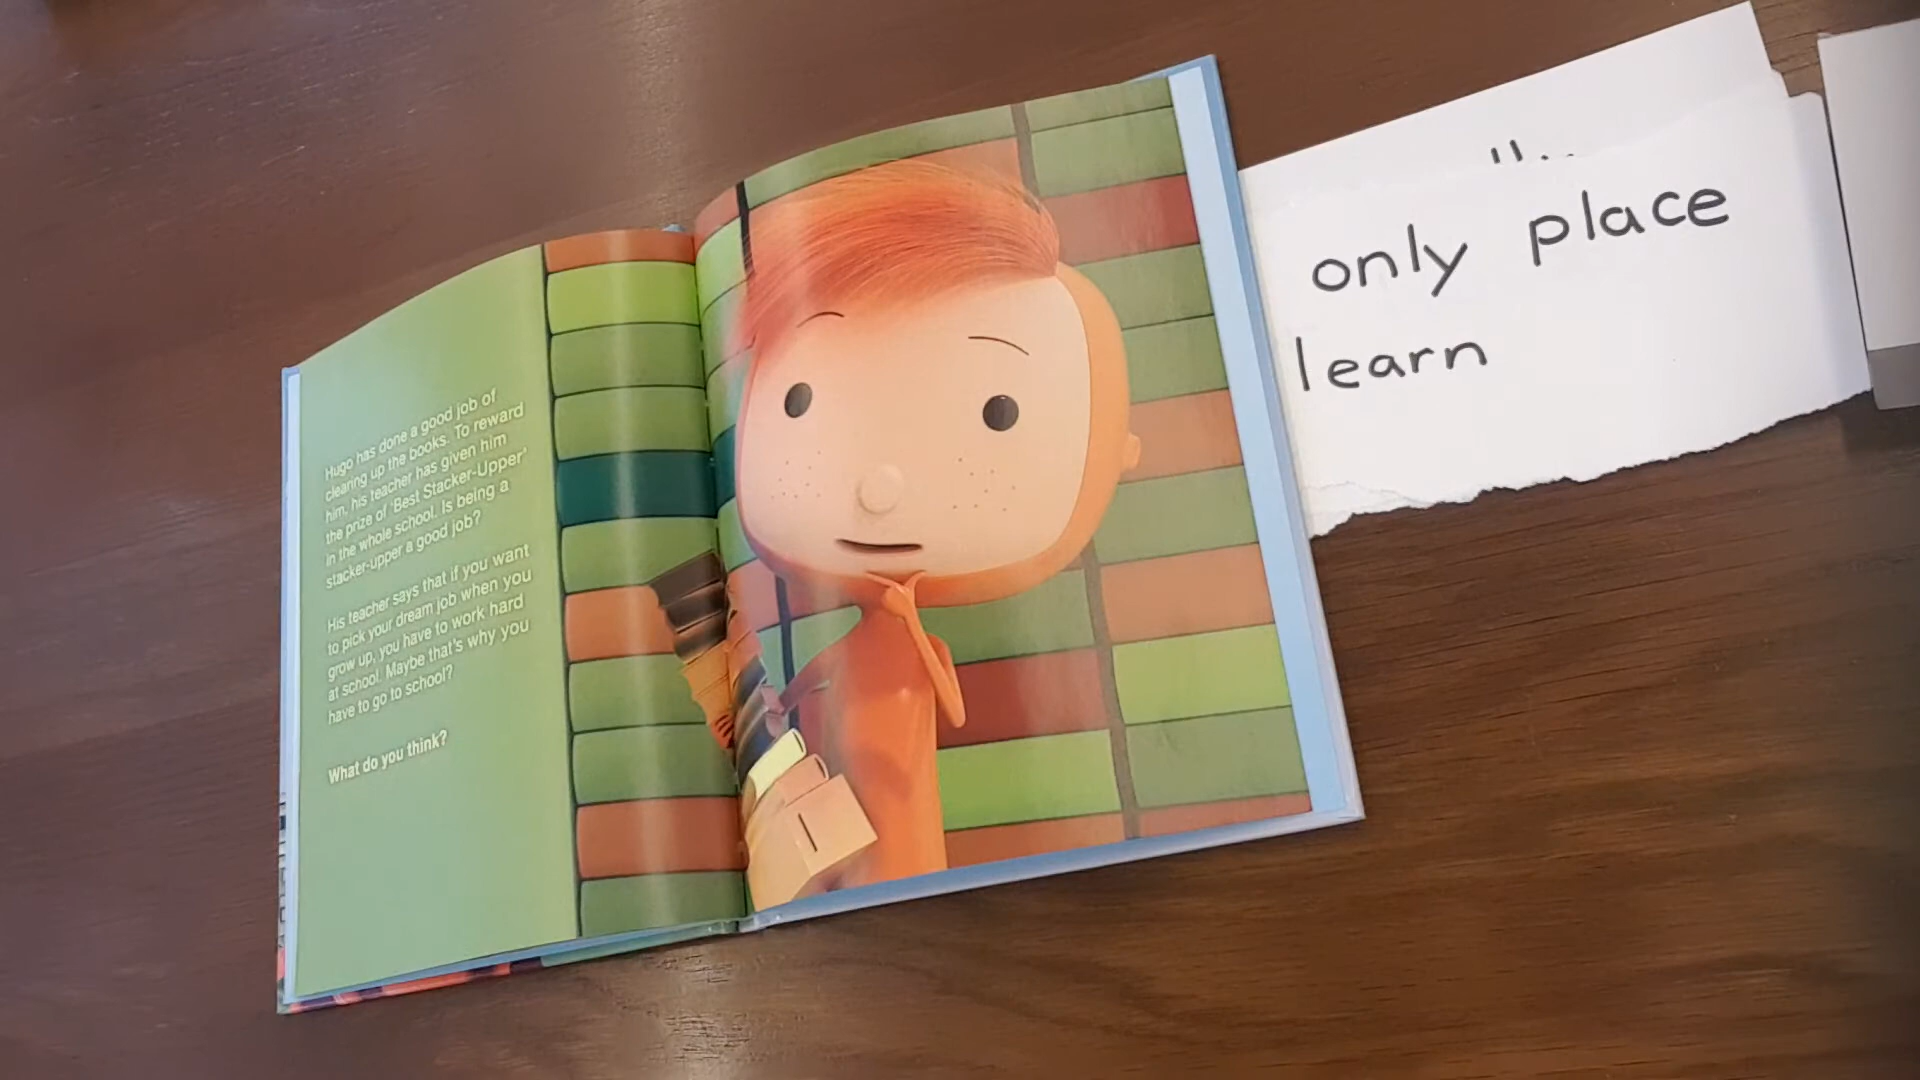 Hugo has done a good job of
clearing up the books. To reward
him, his teacher has given him
the prize of 'Best Stacker-Upper'
in the whole school. Is being a
stacker-upper a good job?
His teacher says that if you want
to pick your dream job when you
grow up, you have to work hard
at school. Maybe that's why you
have to go to school?
What do you think?
only place
learn